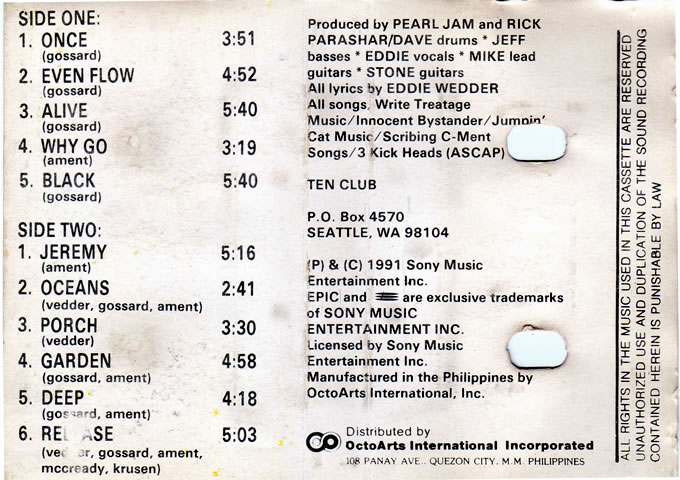 SIDE ONE:
1. ONCE 3:51
(gossard)
2. EVEN FLOW 4:52
(gossard)
3. ALIVE 5:40
(gossard)
4. WHY GO 3:19
(ament)
5. BLACK 5:40
(gossard)
SIDE TWO:
1. JEREMY 5:16
(ament)
2. OCEANS 2:41
(vedder, gossard, ament)
3. PORCH 3:30
(vedder)
4. GARDEN 4:58
(gossard, ament)
5. DEEP 4:18
(gossard, ament)
6. RELEASE 5:03
(vedder, gossard, ament,
mccready, krusen)
Produced by PEARL JAM and RICK
PARASHAR/DAVE drums * JEFF
basses * EDDIE vocals * MIKE lead
guitars * STONE guitars
All lyrics by EDDIE WEDDER
All songs, Write Treatage
Music/Innocent Bystander/Jumpin'
Cat Music/Scribing C-Ment
Songs/3 Kick Heads (ASCAP)
TEN CLUB
P.O. Box 4570
SEATTLE, WA 98104
(P) & (C) 1991 Sony Music
Entertainment Inc.
EPIC and are exclusive trademarks
of SONY MUSIC
ENTERTAINMENT INC.
Licensed by Sony Music
Entertainment Inc.
Manufactured in the Philippines by
OctoArts International, Inc.
Distributed by
OctoArts International Incorporated
108 PANAY AVE., QUEZON CITY, M.M. PHILIPPINES
ALL RIGHTS IN THE MUSIC USED IN THIS CASSETTE ARE RESERVED
UNAUTHORIZED USE AND DUPLICATION OF THE SOUND RECORDING
CONTAINED HEREIN IS PUNISHABLE BY LAW